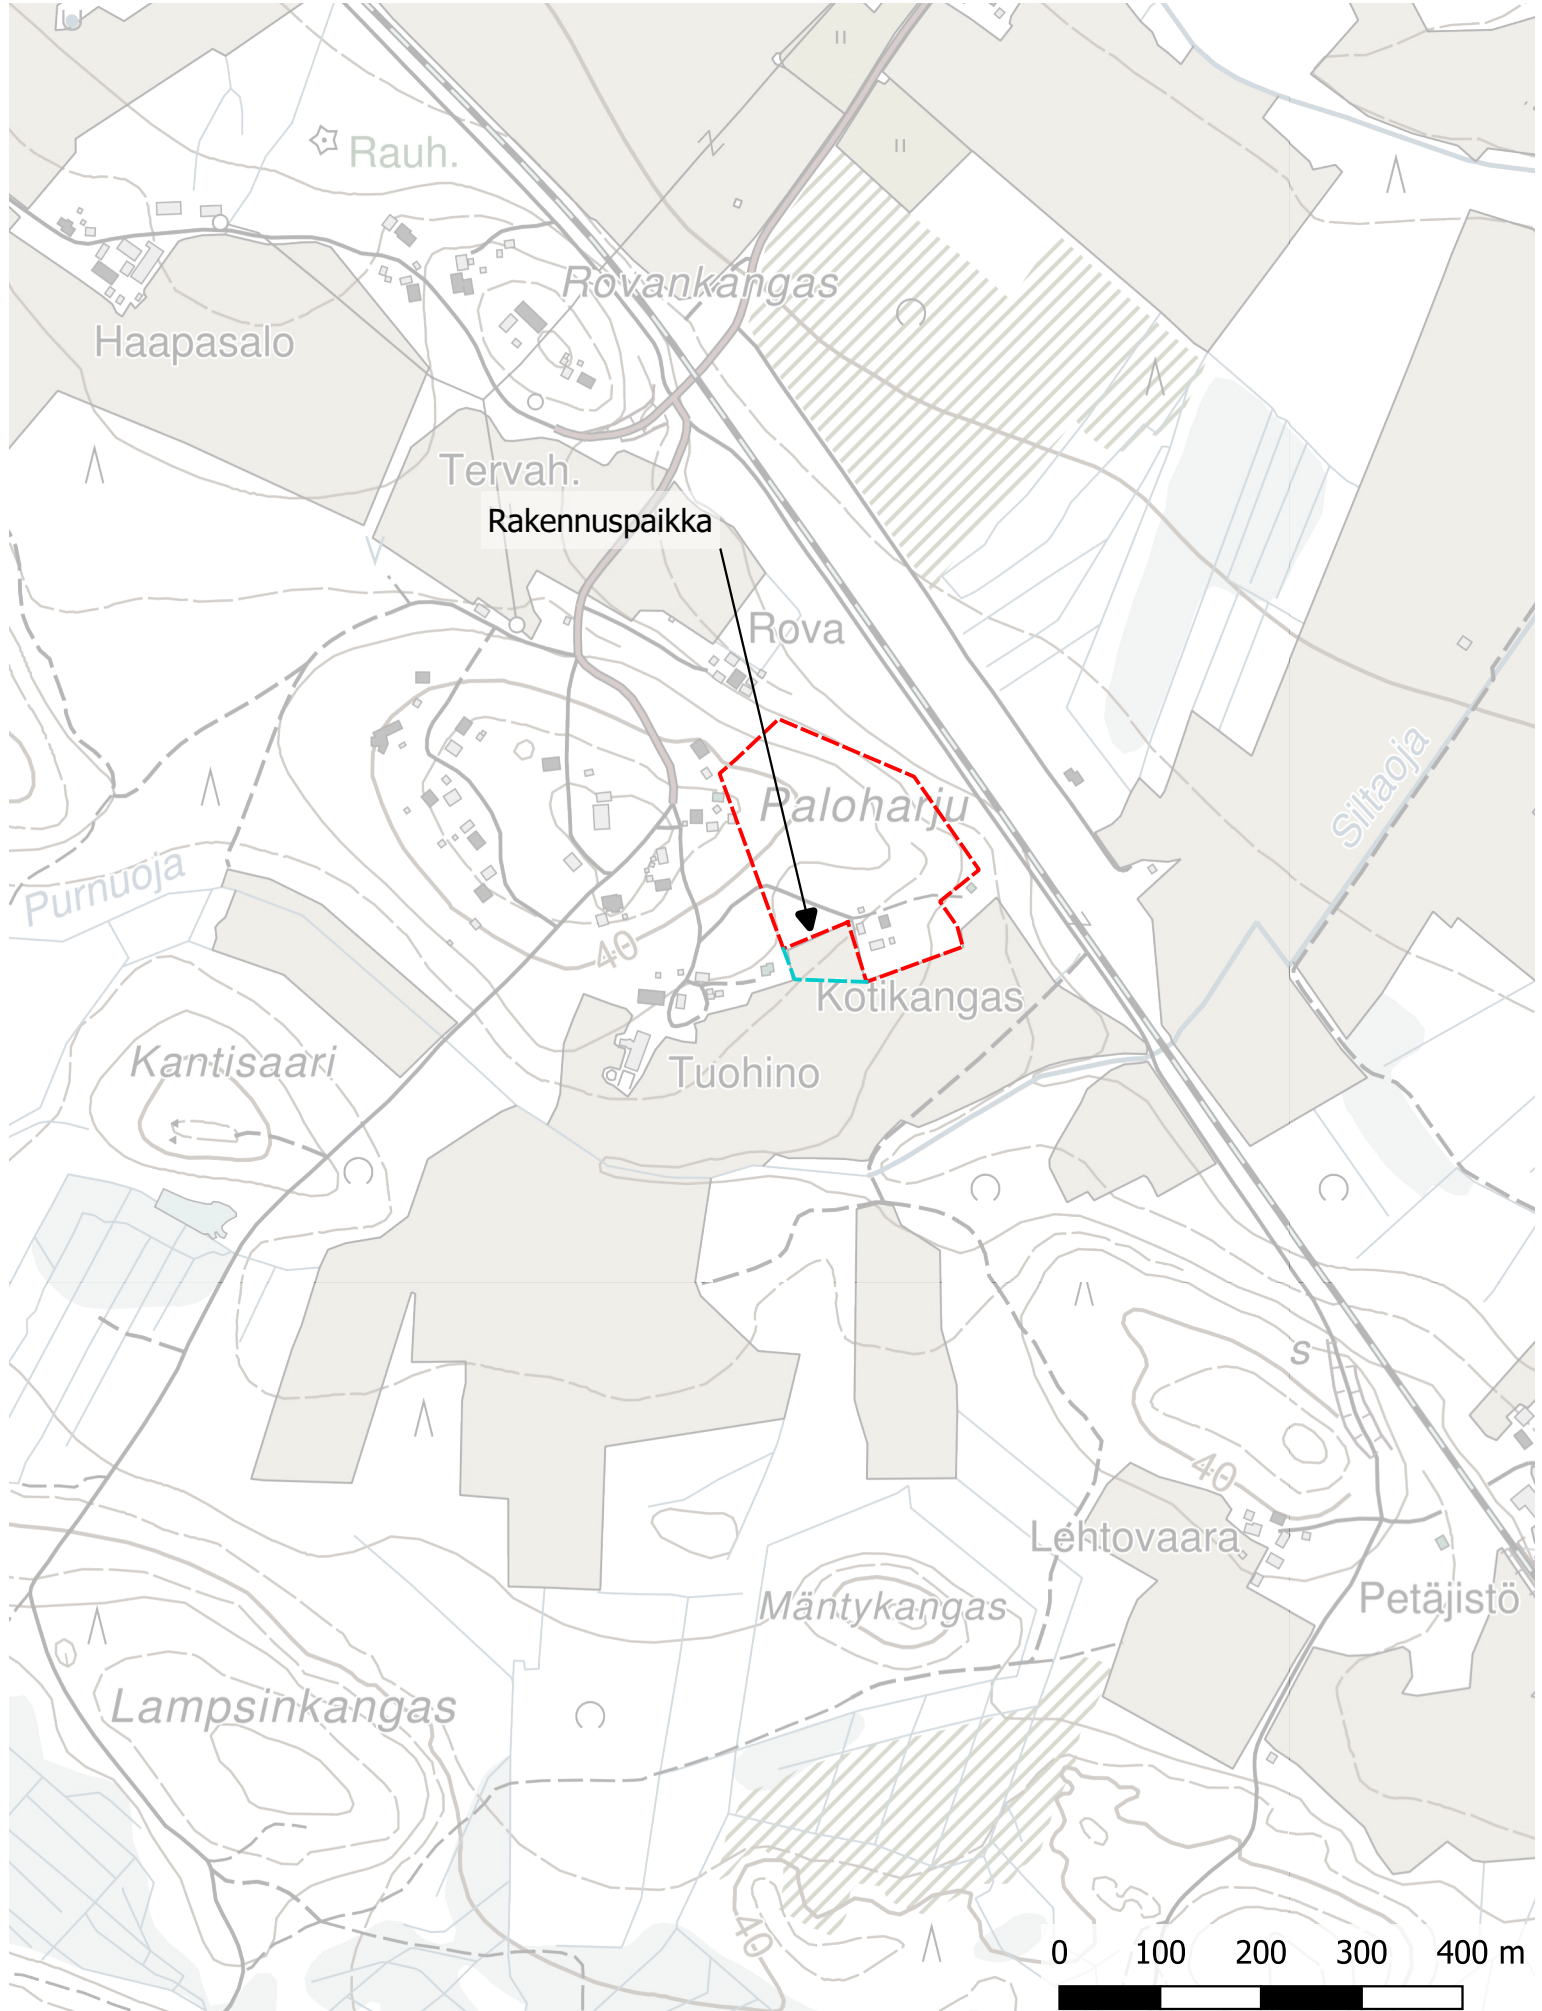 Rauh.
Rovankangas
Haapasalo
Tervah.
Rakennuspaikka
Rova
Siltaoja
Paloharju
Purnuoja
40
Kotikangas
Kantisaari
Tuohino
s
40
Lehtovaara
Petäjistö
Mäntykangas
Lampsinkangas
40
0 100 200 300 400 m